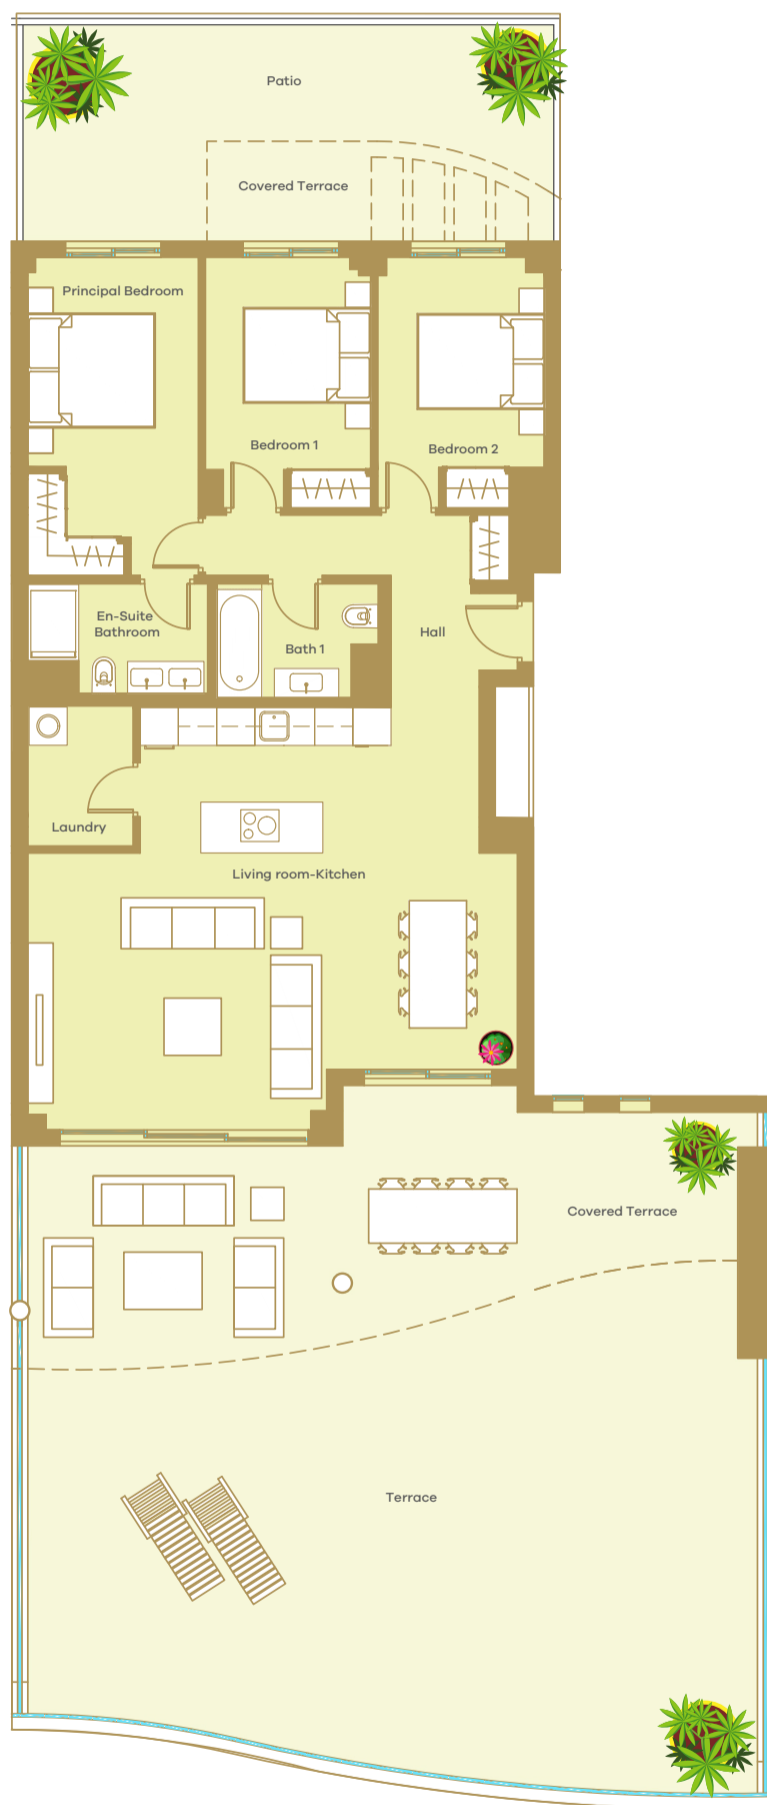 Patio
Covered Terrace
Principal Bedroom
Bedroom 1
Bedroom 2
En-Suite
Bathroom
Bath 1
Hall
Laundry
Living room-Kitchen
Covered Terrace
Terrace